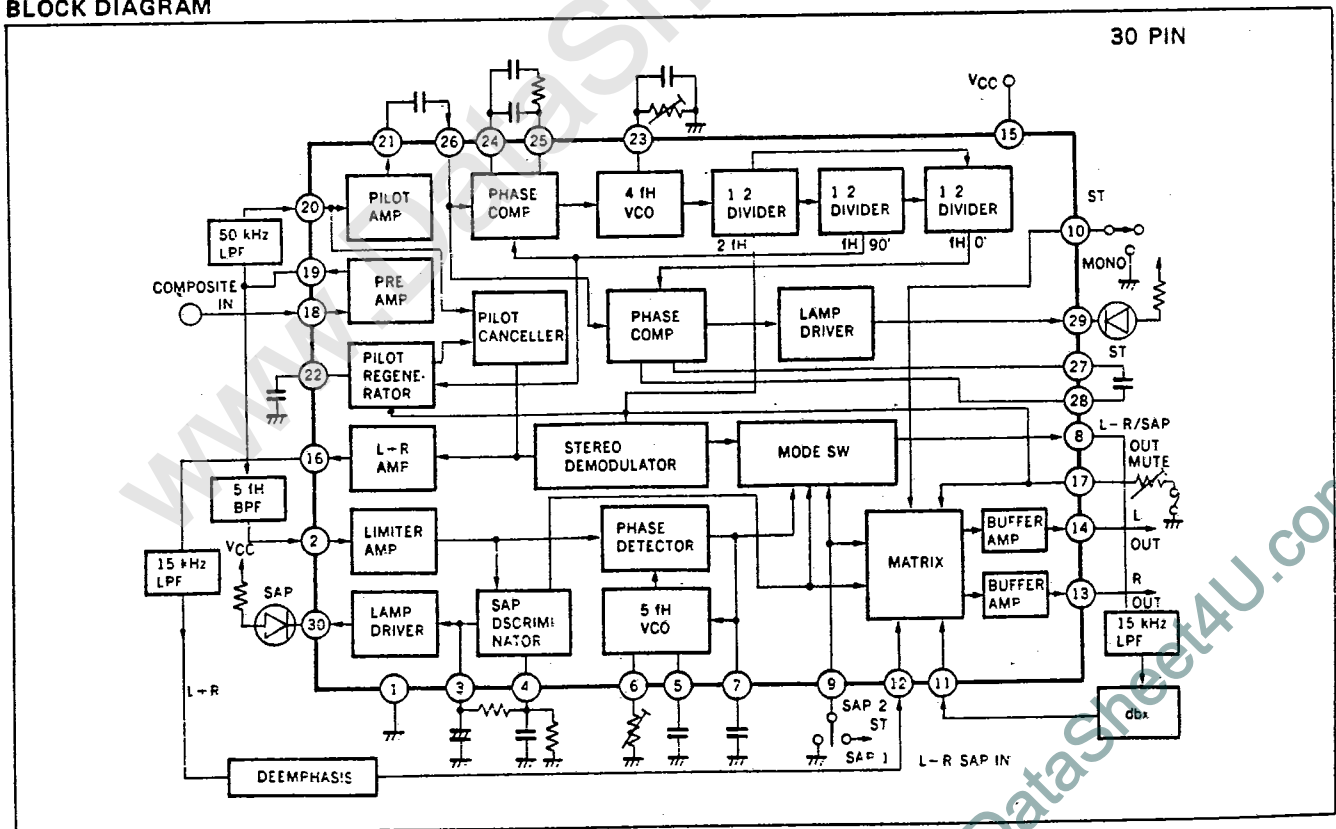 BLOCK DIAGRAM
30 PIN
VCC
21
26
24
25
23
15
PILOT
AMP
PHASE
COMP
4 fH
VCO
1 2
DIVIDER
1 2
DIVIDER
1 2
DIVIDER
2 fH
fH 90'
fH 0'
ST
10
MONO
20
50 kHz
LPF
19
COMPOSITE
IN
18
PRE
AMP
PILOT
CANCELLER
PHASE
COMP
LAMP
DRIVER
29
ST
22
PILOT
REGENE-
RATOR
27
28
8
L-R/SAP
OUT
MUTE
17
16
L+R
AMP
STEREO
DEMODULATOR
MODE SW
5 fH
BPF
2
LIMITER
AMP
PHASE
DETECTOR
MATRIX
BUFFER
AMP
14
L
OUT
BUFFER
AMP
13
R
OUT
VCC
15 kHz
LPF
SAP
30
LAMP
DRIVER
SAP
DSCRIMI
NATOR
5 fH
VCO
15 kHz
LPF
L+R
1
3
4
6
5
7
9
12
11
dbx
SAP 2
ST
SAP 1
L-R SAP IN
DEEMPHASIS
www.DataSh
DataSheet4U.com